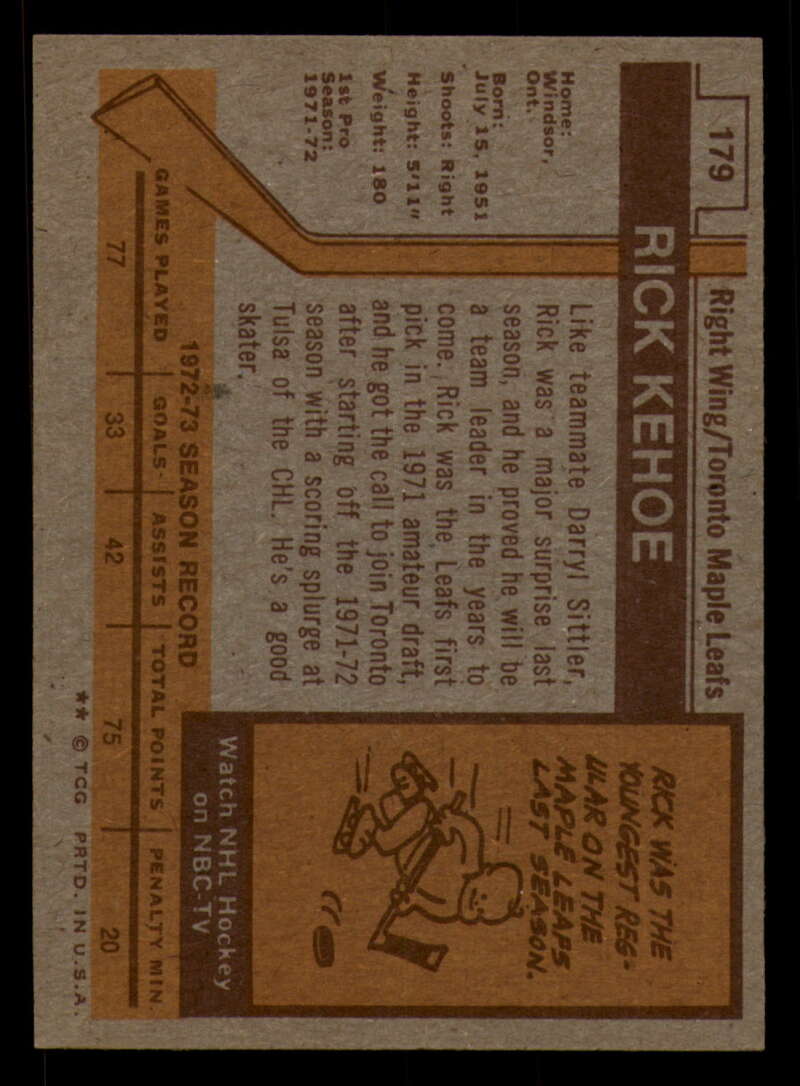 179
Right Wing/Toronto Maple Leafs
RICK KEHOE
Home:
Windsor,
Ont.
Born:
July 15, 1951
Shoots: Right
Height: 5'11"
Weight: 180
1st Pro
Season:
1971-72
Like teammate Darryl Sittler,
Rick was a major surprise last
season, and he proved he will be
a team leader in the years to
come. Rick was the Leafs first
pick in the 1971 amateur draft,
and he got the call to join Toronto
after starting off the 1971-72
season with a scoring splurge at
Tulsa of the CHL. He's a good
skater.
RICK WAS THE
YOUNGEST REG-
ULAR ON THE
MAPLE LEAFS
LAST SEASON.
Watch NHL Hockey
on NBC-TV
1972-73 SEASON RECORD
GAMES PLAYED GOALS ASSISTS TOTAL POINTS PENALTY MIN.
77 33 42 75 20
** © TCG PRTD. IN U.S.A.